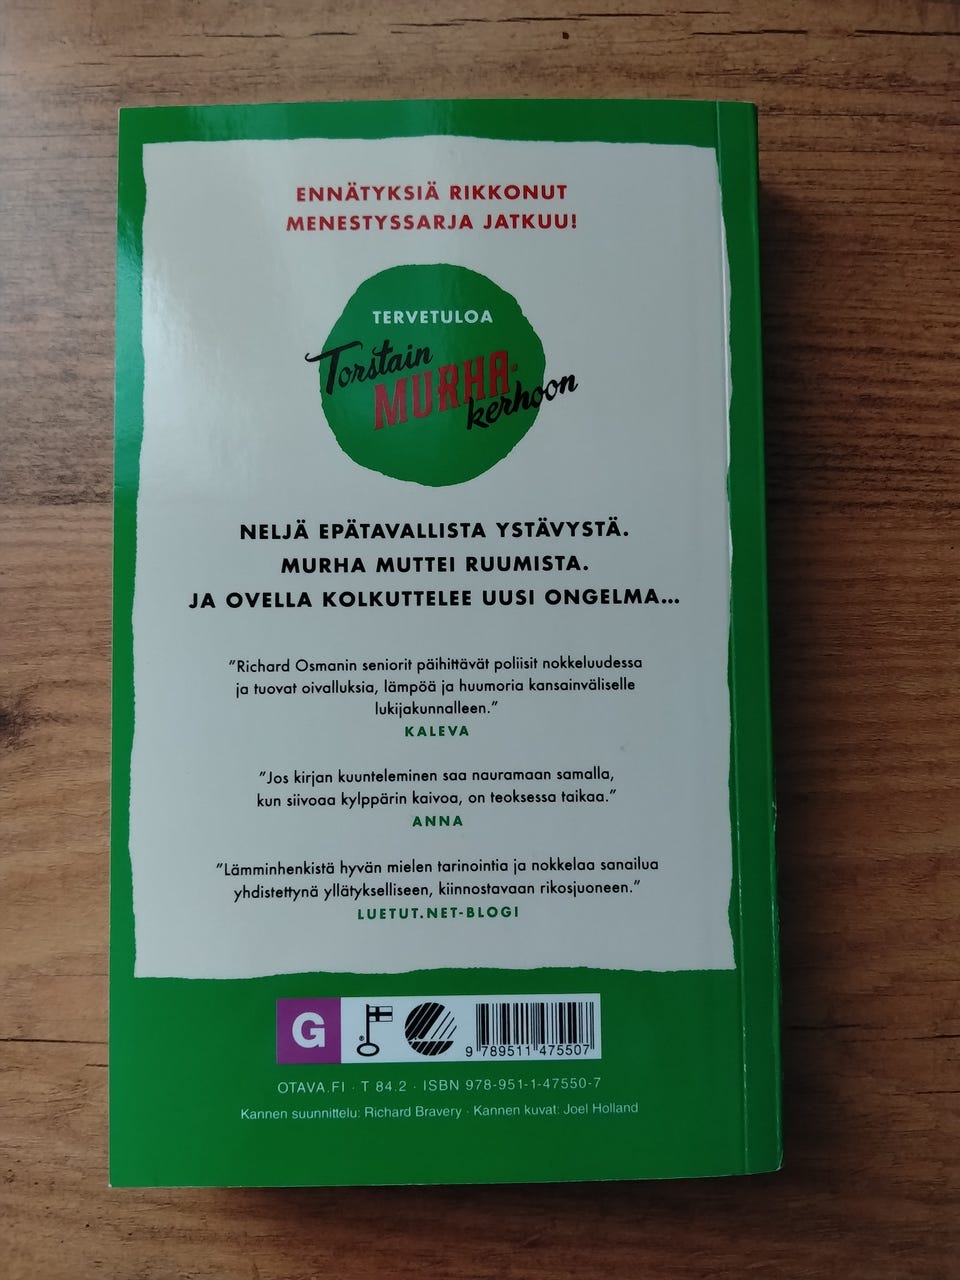 ENNÄTYKSIÄ RIKKONUT
MENESTYSSARJA JATKUU!
TERVETULOA
Torstain
MURHA-
kerhoon
NELJÄ EPÄTAVALLISTA YSTÄVYSTÄ.
MURHA MUTTEI RUUMISTA.
JA OVELLA KOLKUTTELEE UUSI ONGELMA...
”Richard Osmanin seniorit päihittävät poliisit nokkeluudessa
ja tuovat oivalluksia, lämpöä ja huumoria kansainväliselle
lukijakunnalleen.”
KALEVA
”Jos kirjan kuunteleminen saa nauramaan samalla,
kun siivoaa kylppärin kaivoa, on teoksessa taikaa.”
ANNA
”Lämminhenkistä hyvän mielen tarinointia ja nokkelaa sanailua
yhdistettynä yllätykselliseen, kiinnostavaan rikosjuoneen.”
LUETUT.NET-BLOGI
G
9 789511 475507
OTAVA.FI · T 84.2 · ISBN 978-951-1-47550-7
Kannen suunnittelu: Richard Bravery · Kannen kuvat: Joel Holland